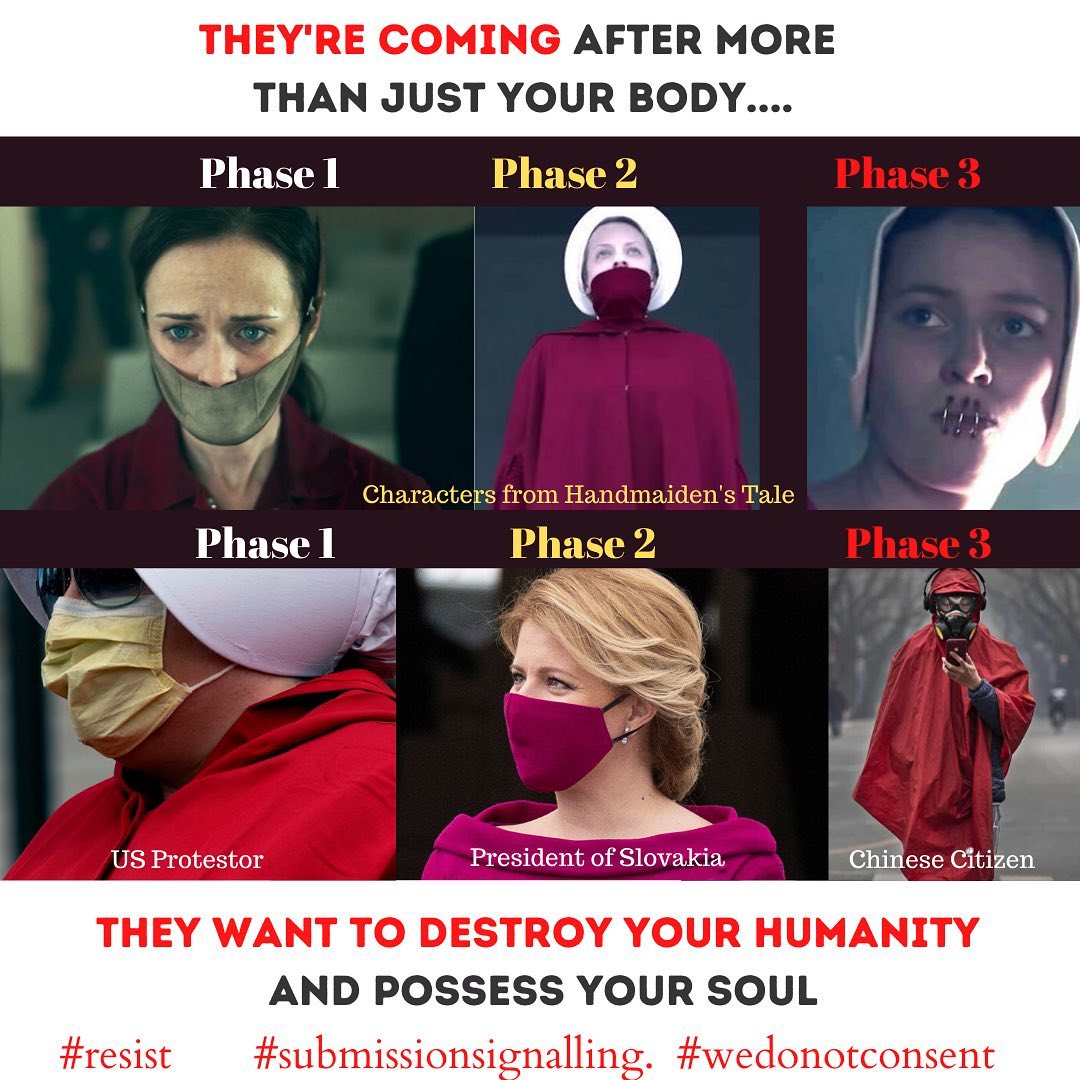 THEY'RE COMING AFTER MORE
THAN JUST YOUR BODY....
Phase 1 Phase 2 Phase 3
Characters from Handmaiden's Tale
Phase 1 Phase 2 Phase 3
US Protestor President of Slovakia Chinese Citizen
THEY WANT TO DESTROY YOUR HUMANITY
AND POSSESS YOUR SOUL
#resist #submissionsignalling. #wedonotconsent